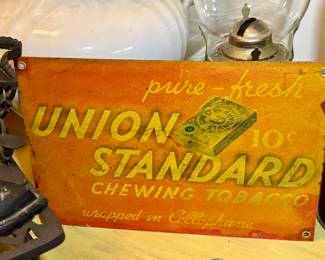 pure-fresh
UNION
10¢
STANDARD
CHEWING TOBACCO
wrapped in Cellophane